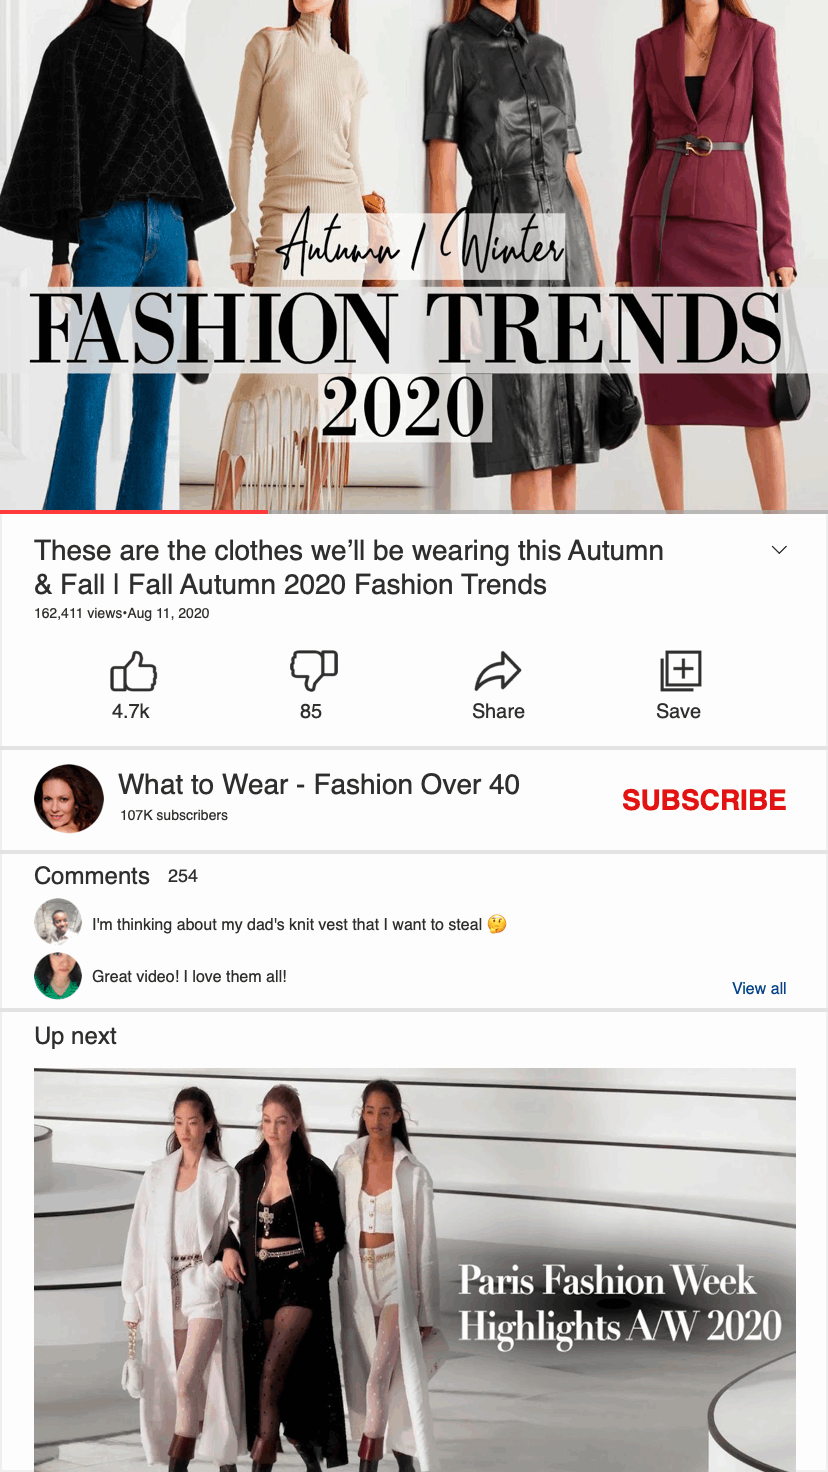 Autumn / Winter
FASHION TRENDS
2020
These are the clothes we’ll be wearing this Autumn
& Fall | Fall Autumn 2020 Fashion Trends
162,411 views•Aug 11, 2020
4.7k
85
Share
Save
What to Wear - Fashion Over 40
107K subscribers
SUBSCRIBE
Comments 254
I'm thinking about my dad's knit vest that I want to steal 🤔
Great video! I love them all!
View all
Up next
Paris Fashion Week
Highlights A/W 2020